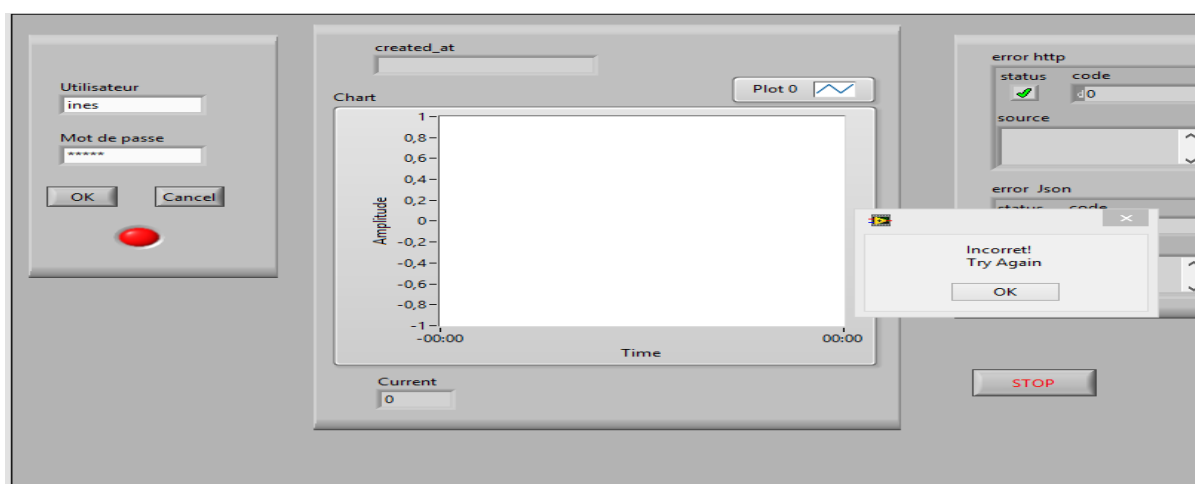 Utilisateur
ines
Mot de passe
*****
OK Cancel
created_at
Chart
Plot 0
1
0,8
0,6
0,4
0,2
0
-0,2
-0,4
-0,6
-0,8
-1
Amplitude
-00:00 00:00
Time
Current
0
error http
status code
d0
source
error Json
status code
Incorret!
Try Again
OK
STOP